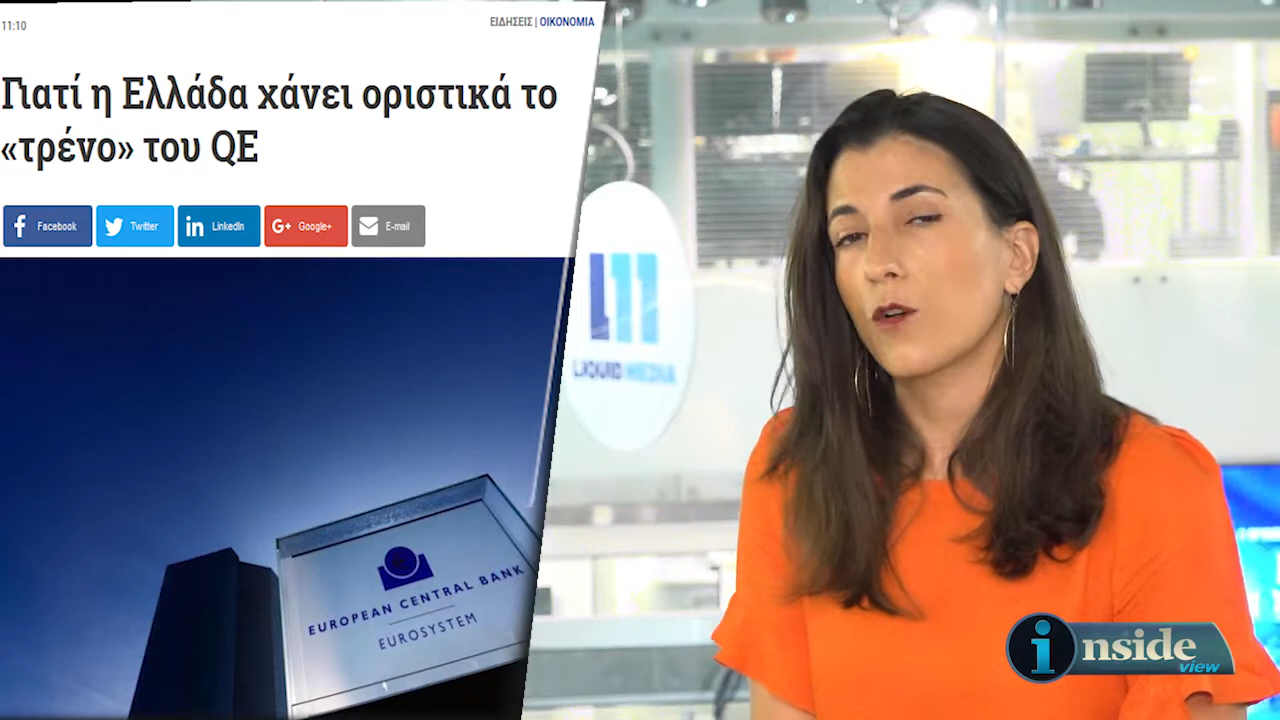 11:10
ΕΙΔΗΣΕΙΣ | ΟΙΚΟΝΟΜΙΑ
Γιατί η Ελλάδα χάνει οριστικά το
«τρένο» του QE
Facebook
Twitter
LinkedIn
Google+
E-mail
EUROPEAN CENTRAL BANK
EUROSYSTEM
LIQUID MEDIA
inside
view